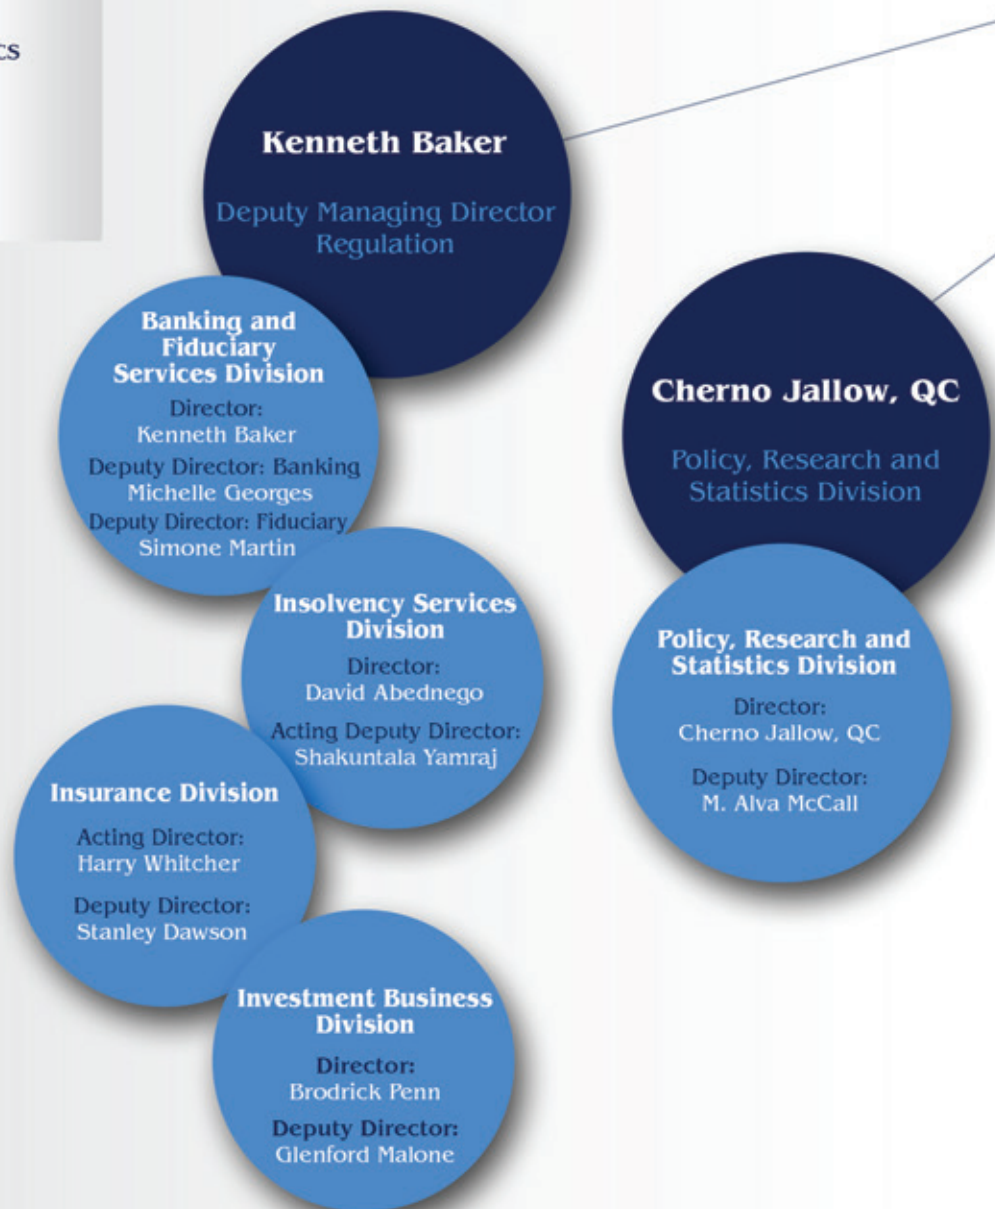 cs
Kenneth Baker
Deputy Managing Director
Regulation
Banking and
Fiduciary
Services Division
Director:
Kenneth Baker
Deputy Director: Banking
Michelle Georges
Deputy Director: Fiduciary
Simone Martin
Insolvency Services
Division
Director:
David Abednego
Acting Deputy Director:
Shakuntala Yamraj
Insurance Division
Acting Director:
Harry Whitcher
Deputy Director:
Stanley Dawson
Investment Business
Division
Director:
Brodrick Penn
Deputy Director:
Glenford Malone
Cherno Jallow, QC
Policy, Research and
Statistics Division
Policy, Research and
Statistics Division
Director:
Cherno Jallow, QC
Deputy Director:
M. Alva McCall